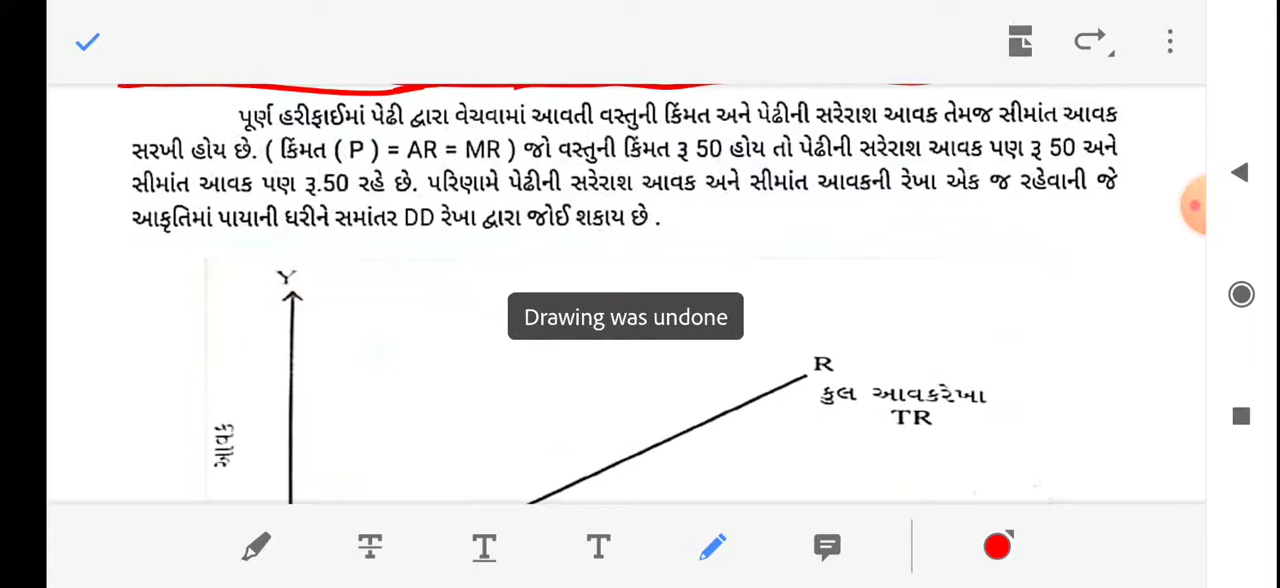 પૂર્ણ હરીફાઈમાં પેઢી દ્વારા વેચવામાં આવતી વસ્તુની કિંમત અને પેઢીની સરેરાશ આવક તેમજ સીમાંત આવક
સરખી હોય છે. ( કિંમત ( P ) = AR = MR ) જો વસ્તુની કિંમત રૂ 50 હોય તો પેઢીની સરેરાશ આવક પણ રૂ 50 અને
સીમાંત આવક પણ રૂ.50 રહે છે. પરિણામે પેઢીની સરેરાશ આવક અને સીમાંત આવકની રેખા એક જ રહેવાની જે
આકૃતિમાં પાયાની ધરીને સમાંતર DD રેખા દ્વારા જોઈ શકાય છે .
Y
Drawing was undone
R
કુલ આવકરેખા
TR
આવક
T
T
T